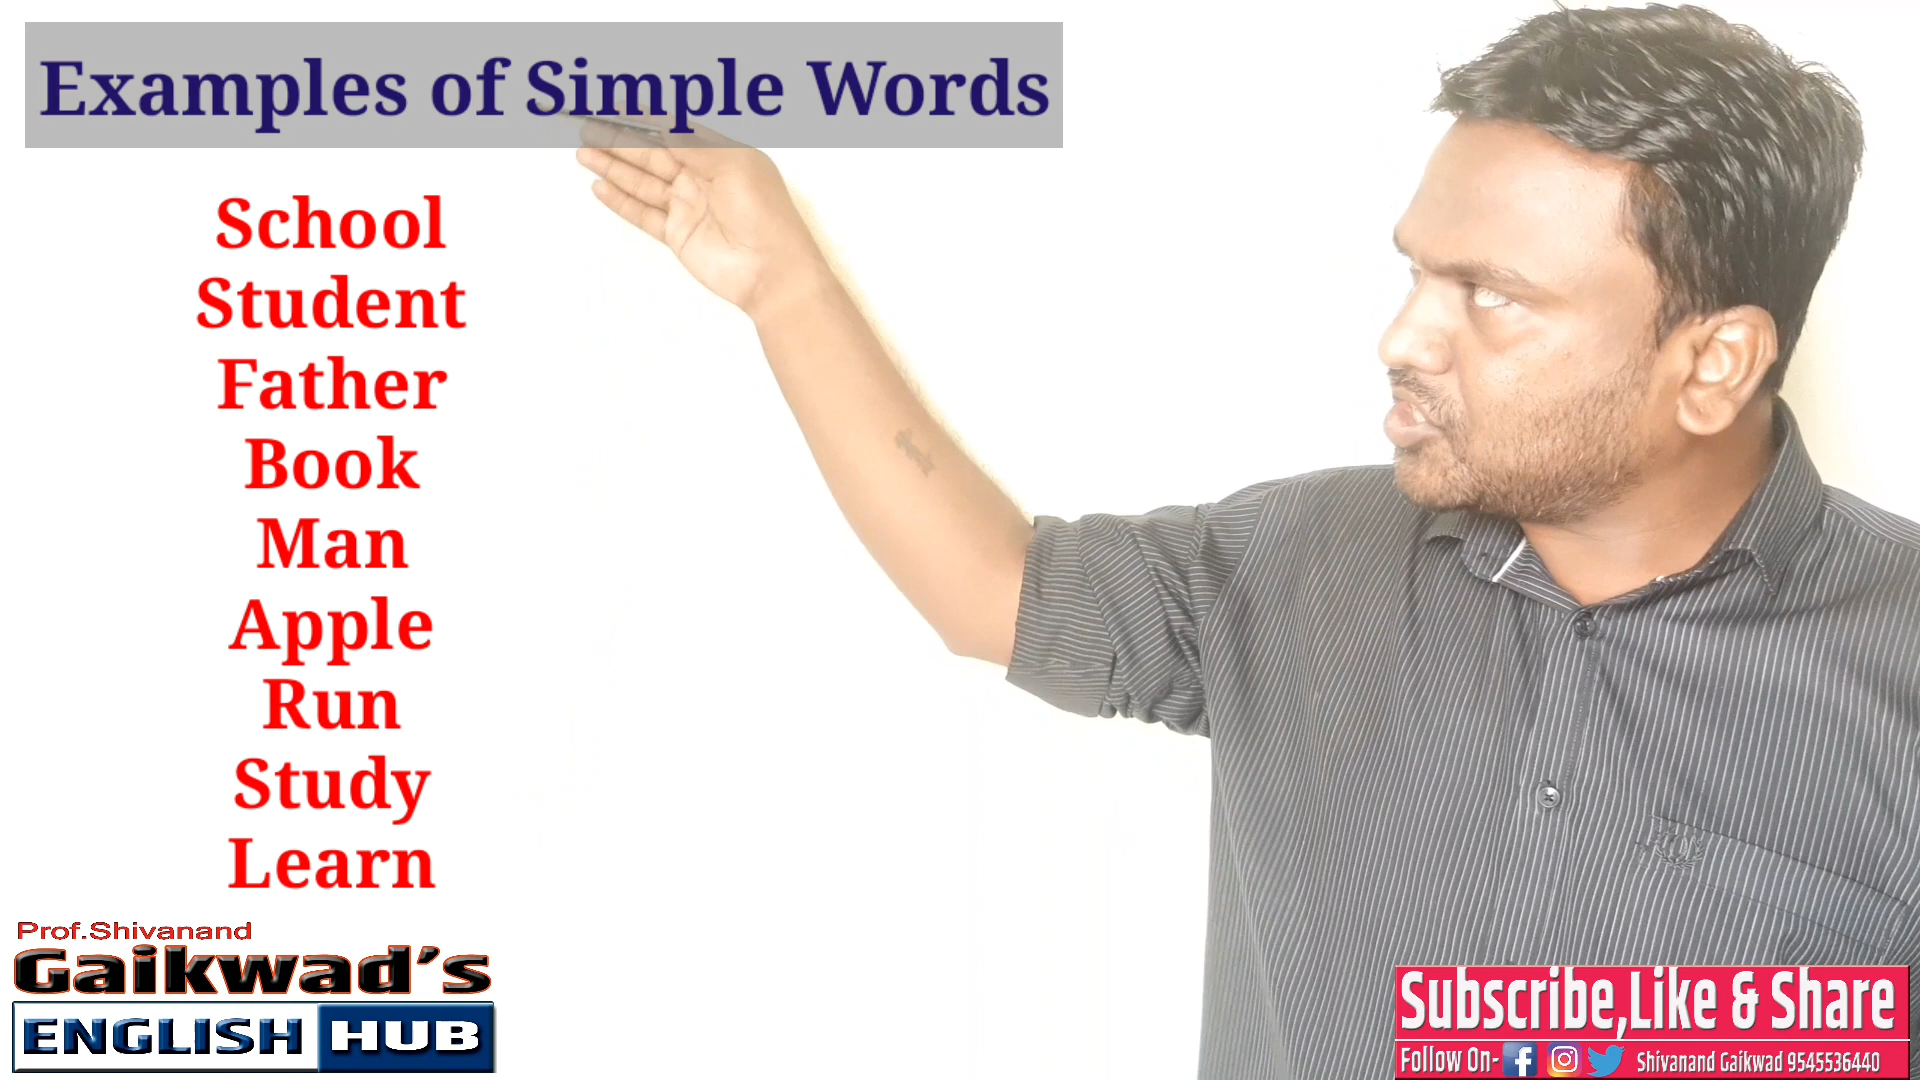 Examples of Simple Words
School
Student
Father
Book
Man
Apple
Run
Study
Learn
Prof.Shivanand
Gaikwad's
ENGLISH HUB
Subscribe,Like & Share
Follow On- Shivanand Gaikwad 9545536440